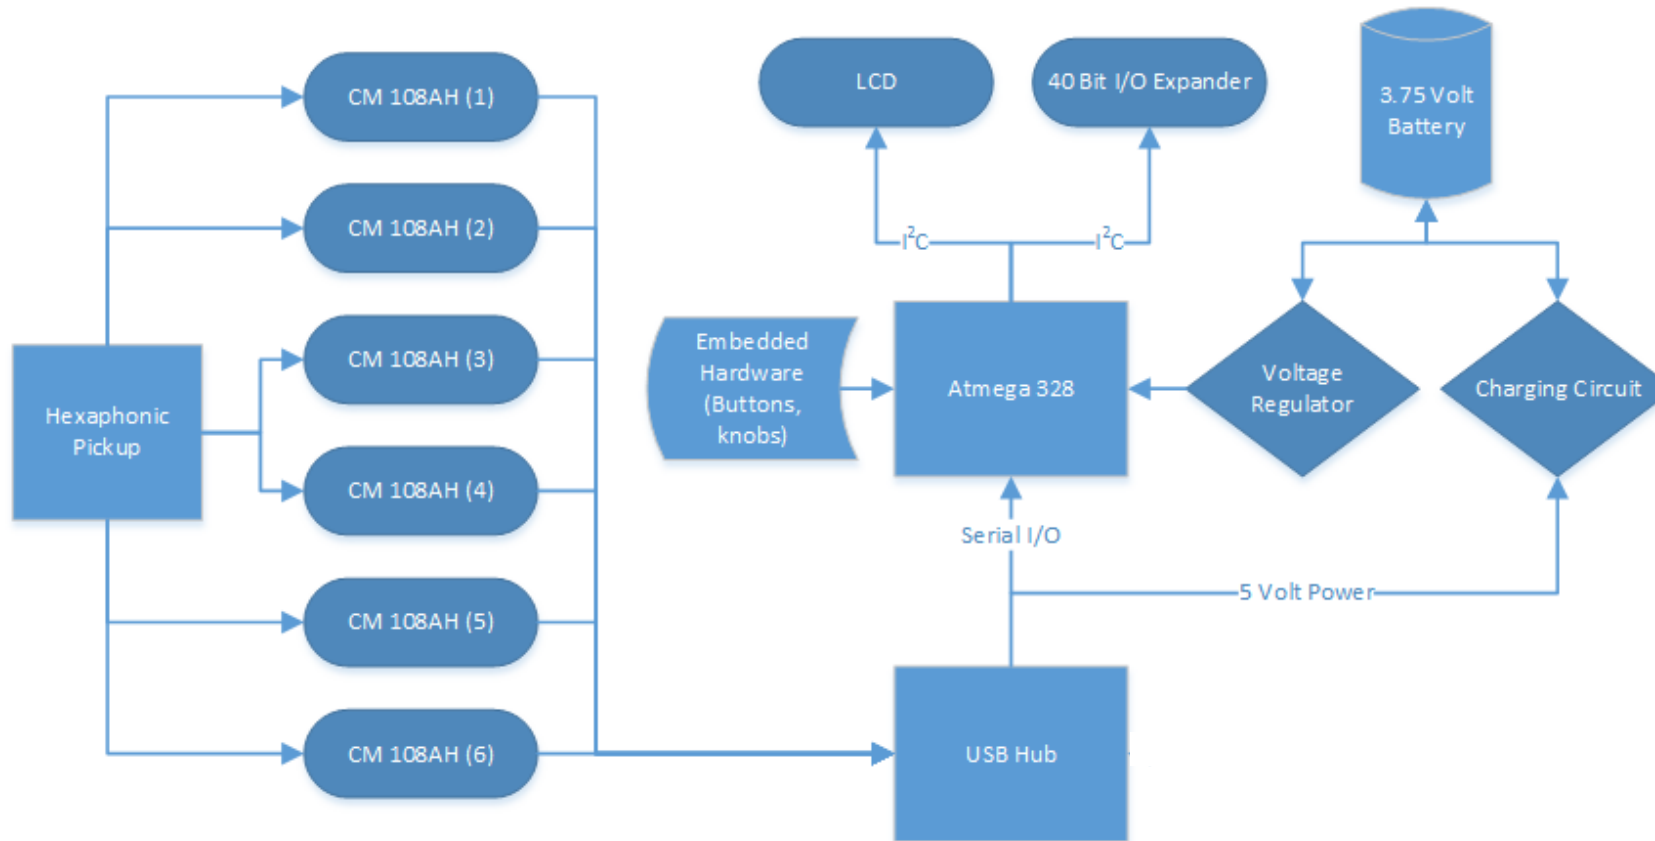 CM 108AH (1)
CM 108AH (2)
CM 108AH (3)
CM 108AH (4)
CM 108AH (5)
CM 108AH (6)
Hexaphonic
Pickup
LCD
40 Bit I/O Expander
3.75 Volt
Battery
I²C
I²C
Embedded
Hardware
(Buttons,
knobs)
Atmega 328
Voltage
Regulator
Charging Circuit
Serial I/O
5 Volt Power
USB Hub